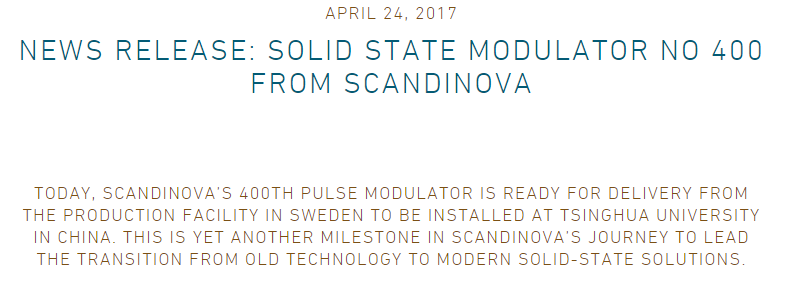 APRIL 24, 2017
NEWS RELEASE: SOLID STATE MODULATOR NO 400
FROM SCANDINOVA
TODAY, SCANDINOVA'S 400TH PULSE MODULATOR IS READY FOR DELIVERY FROM
THE PRODUCTION FACILITY IN SWEDEN TO BE INSTALLED AT TSINGHUA UNIVERSITY
IN CHINA. THIS IS YET ANOTHER MILESTONE IN SCANDINOVA'S JOURNEY TO LEAD
THE TRANSITION FROM OLD TECHNOLOGY TO MODERN SOLID-STATE SOLUTIONS.